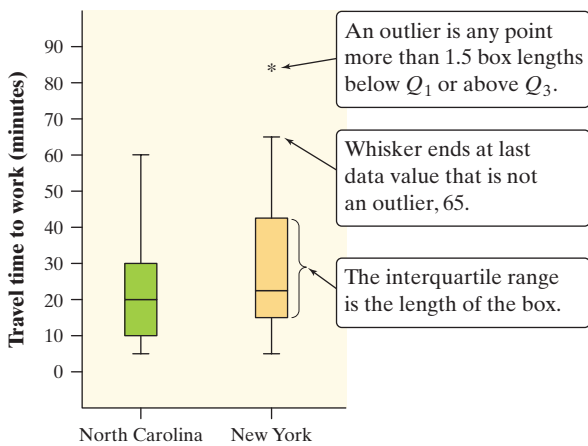 Travel time to work (minutes)
90
80
70
60
50
40
30
20
10
0
*
North Carolina
New York
An outlier is any point
more than 1.5 box lengths
below Q1 or above Q3.
Whisker ends at last
data value that is not
an outlier, 65.
The interquartile range
is the length of the box.